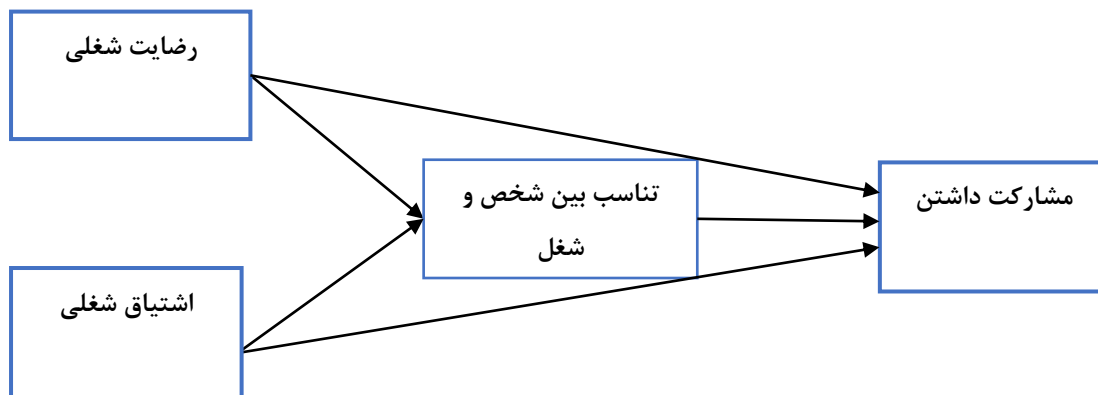 رضایت شغلی
تناسب بین شخص و
شغل
مشارکت داشتن
اشتیاق شغلی